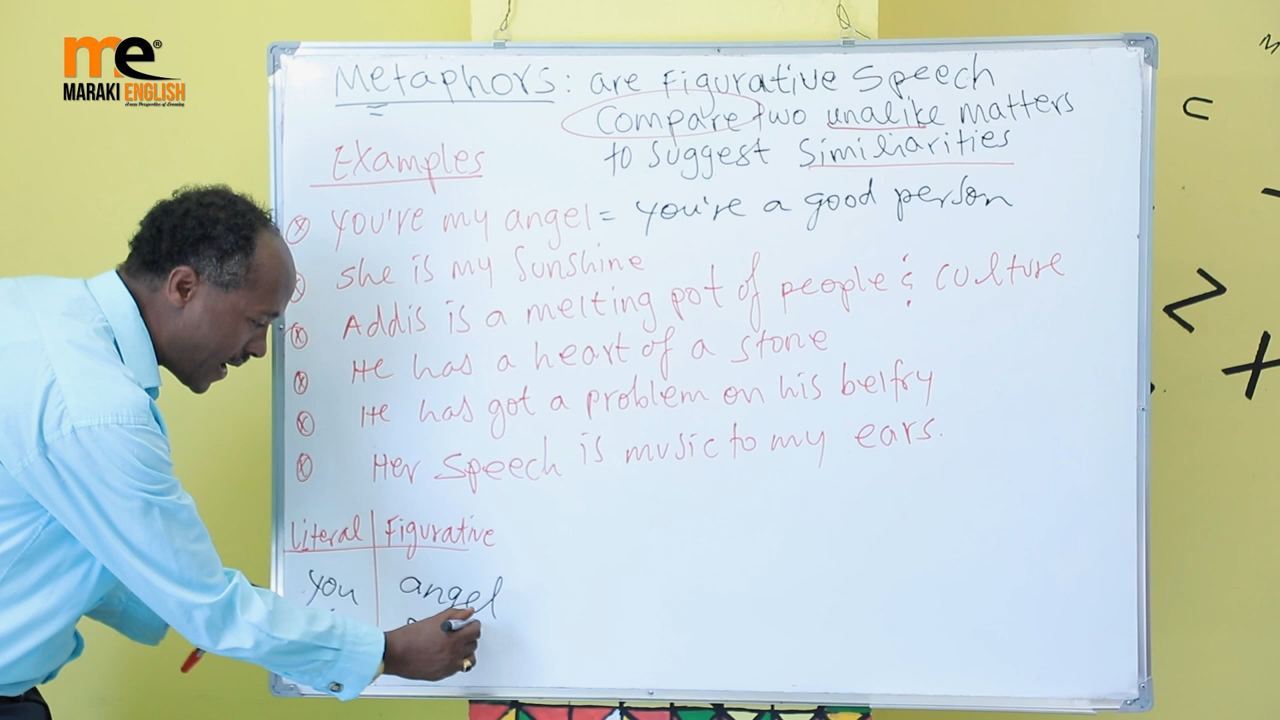 me®
MARAKI ENGLISH
Metaphors: are Figurative Speech
Compare two unalike matters
to suggest Similiarities
Examples
You're my angel = you're a good person
She is my Sunshine
Addis is a melting pot of people & culture
He has a heart of a stone
He has got a problem on his belfry
Her Speech is music to my ears.
Literal Figurative
You angel
C
Z
X